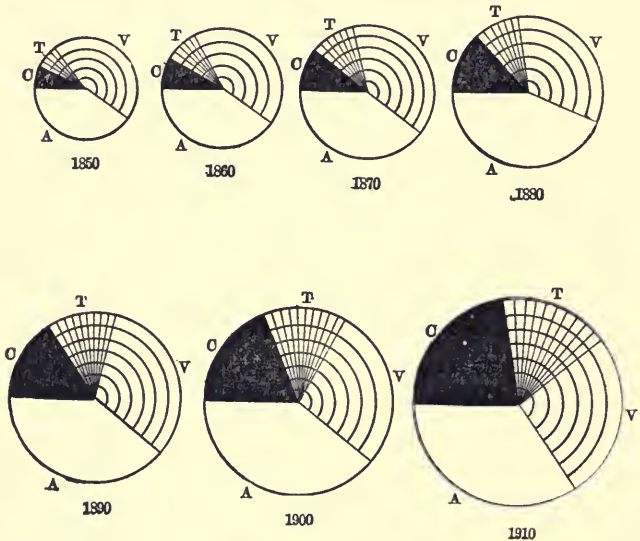 T V T V T V T V
C C C C
A A A A
1850 1860 1870 1880
T T T
C V C V C V
A A A
1890 1900 1910